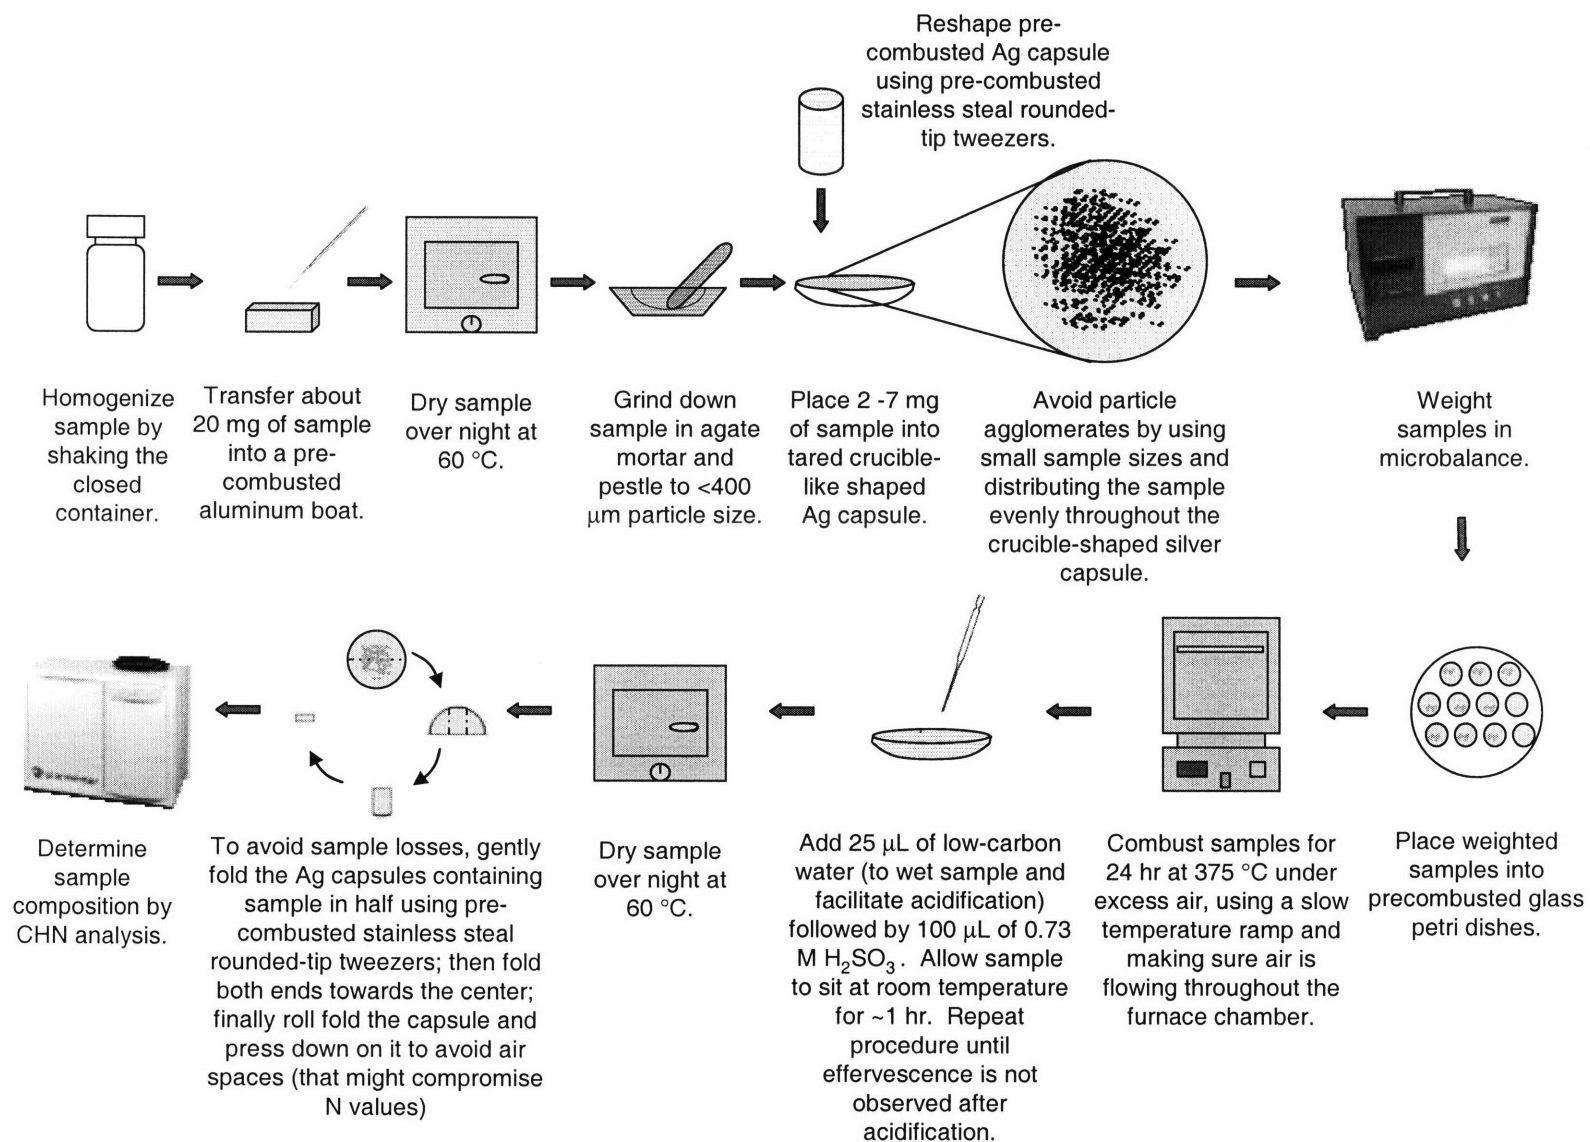 Reshape pre-
combusted Ag capsule
using pre-combusted
stainless steal rounded-
tip tweezers.
Homogenize
sample by
shaking the
closed
container.
Transfer about
20 mg of sample
into a pre-
combusted
aluminum boat.
Dry sample
over night at
60 °C.
Grind down
sample in agate
mortar and
pestle to <400
μm particle size.
Place 2 -7 mg
of sample into
tared crucible-
like shaped
Ag capsule.
Avoid particle
agglomerates by using
small sample sizes and
distributing the sample
evenly throughout the
crucible-shaped silver
capsule.
Weight
samples in
microbalance.
Place weighted
samples into
precombusted glass
petri dishes.
Combust samples for
24 hr at 375 °C under
excess air, using a slow
temperature ramp and
making sure air is
flowing throughout the
furnace chamber.
Add 25 μL of low-carbon
water (to wet sample and
facilitate acidification)
followed by 100 μL of 0.73
M H₂SO₃. Allow sample
to sit at room temperature
for ~1 hr. Repeat
procedure until
effervescence is not
observed after
acidification.
Dry sample
over night at
60 °C.
To avoid sample losses, gently
fold the Ag capsules containing
sample in half using pre-
combusted stainless steal
rounded-tip tweezers; then fold
both ends towards the center;
finally roll fold the capsule and
press down on it to avoid air
spaces (that might compromise
N values)
Determine
sample
composition by
CHN analysis.